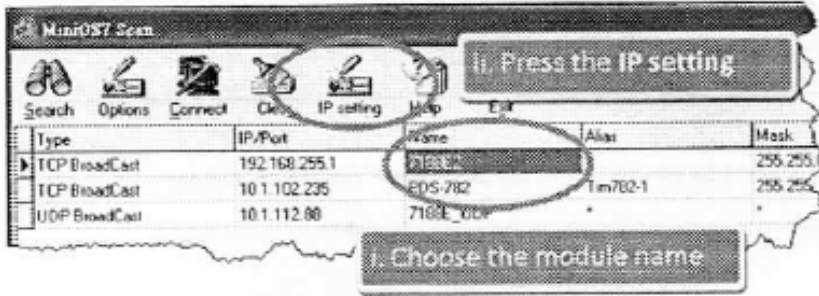 MiniOS7 Scan
ii. Press the IP setting
Search Options Connect IP setting Help Exit
Type IP/Port Name Alias Mask
TCP BroadCast 192.168.255.1 255.255.
TCP BroadCast 10.1.102.235 PDS-782 Tim782-1 255.255
UDP BroadCast 10.1.112.88 7188E_UDP * *
i. Choose the module name